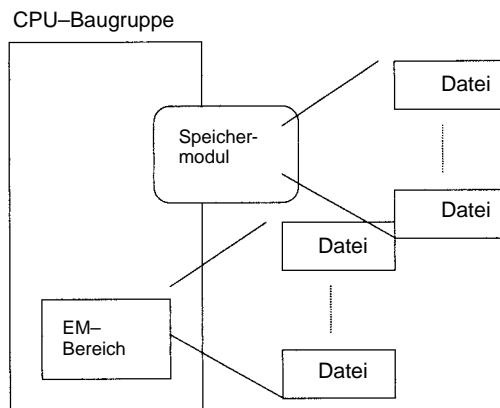 CPU–Baugruppe
Datei
Speicher-
modul
Datei
Datei
EM–
Bereich
Datei